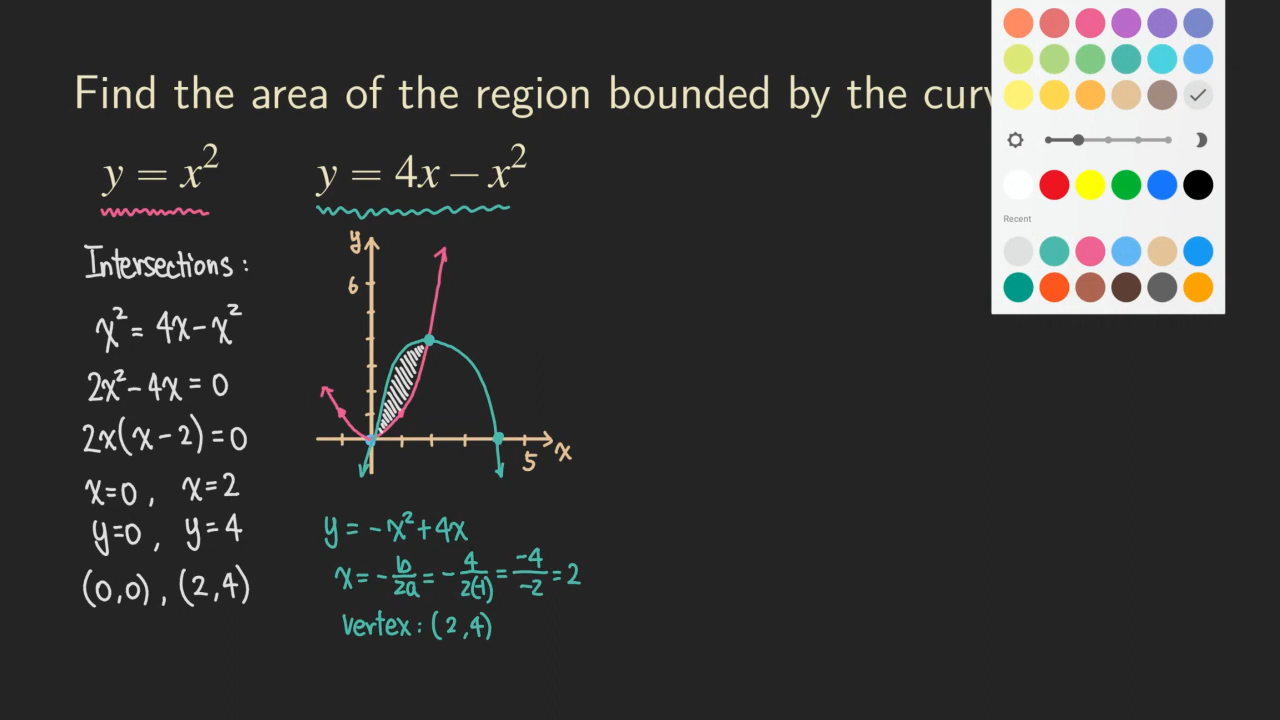 Find the area of the region bounded by the curv
y = x² y = 4x − x²
Intersections:
x² = 4x − x²
2x² − 4x = 0
2x(x − 2) = 0
x=0, x=2
y=0, y=4
(0,0), (2,4)
y
6
5 x
y = −x² + 4x
x = −b/2a = −4/2(−1) = −4/−2 = 2
vertex: (2,4)
Recent